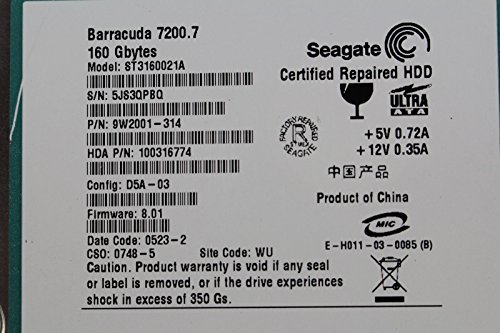 Barracuda 7200.7
160 Gbytes
Model: ST3160021A
S/N: 5JS3QPBQ
P/N: 9W2001-314
HDA P/N: 100316774
Config: D5A-03
Firmware: 8.01
Date Code: 0523-2
CSO: 0748-5 Site Code: WU
Caution. Product warranty is void if any seal
or label is removed, or if the drive experiences
shock in excess of 350 Gs.
Seagate
Certified Repaired HDD
ULTRA
ATA
FACTORY REPAIRED
R
SEAGATE
+5V 0.72A
+12V 0.35A
中国产品
Product of China
MIC
E-H011-03-0085 (B)